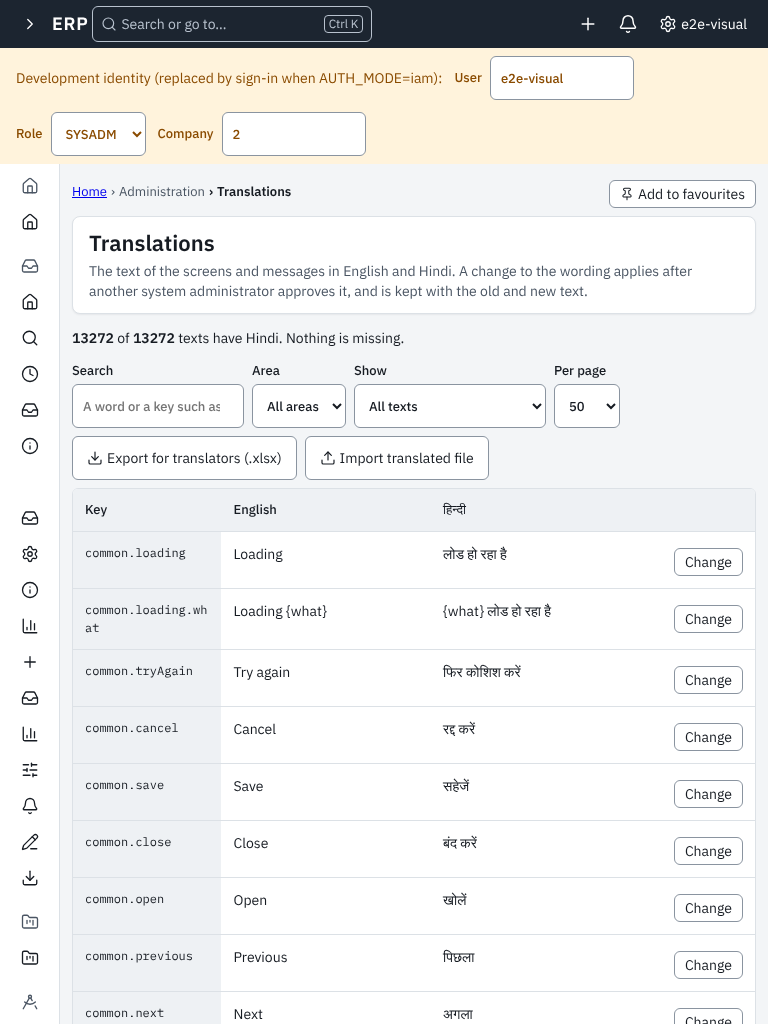 ERP
Search or go to...
Ctrl K
e2e-visual
Development identity (replaced by sign-in when AUTH_MODE=iam):
User
e2e-visual
Role
SYSADM
Company
2
Home › Administration › Translations
Add to favourites
Translations
The text of the screens and messages in English and Hindi. A change to the wording applies after
another system administrator approves it, and is kept with the old and new text.
13272 of 13272 texts have Hindi. Nothing is missing.
Search
Area
Show
Per page
A word or a key such as
All areas
All texts
50
Export for translators (.xlsx)
Import translated file
Key
English
हिन्दी
common.loading
Loading
लोड हो रहा है
Change
common.loading.wh
at
Loading {what}
{what} लोड हो रहा है
Change
common.tryAgain
Try again
फिर कोशिश करें
Change
common.cancel
Cancel
रद्द करें
Change
common.save
Save
सहेजें
Change
common.close
Close
बंद करें
Change
common.open
Open
खोलें
Change
common.previous
Previous
पिछला
Change
common.next
Next
अगला
Change